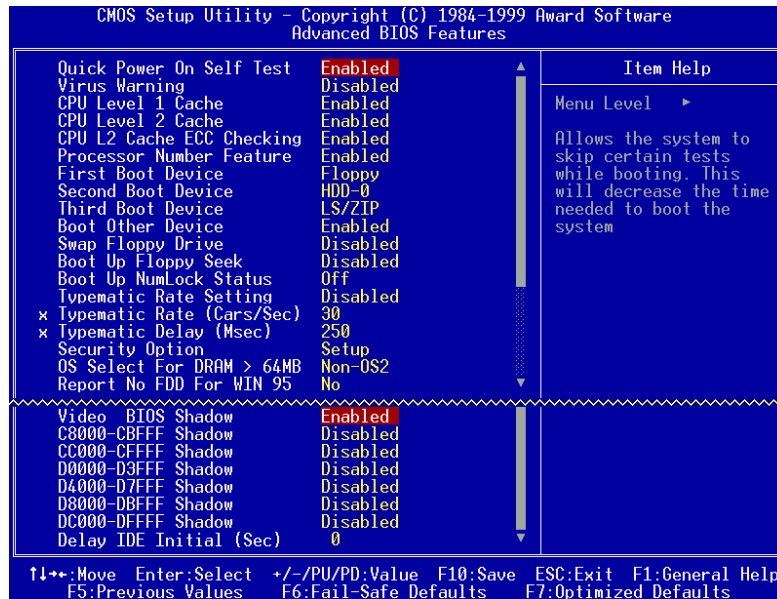 CMOS Setup Utility - Copyright (C) 1984-1999 Award Software
Advanced BIOS Features
Quick Power On Self Test Enabled
Virus Warning Disabled
CPU Level 1 Cache Enabled
CPU Level 2 Cache Enabled
CPU L2 Cache ECC Checking Enabled
Processor Number Feature Enabled
First Boot Device Floppy
Second Boot Device HDD-0
Third Boot Device LS/ZIP
Boot Other Device Enabled
Swap Floppy Drive Disabled
Boot Up Floppy Seek Disabled
Boot Up NumLock Status Off
Typematic Rate Setting Disabled
x Typematic Rate (Cars/Sec) 30
x Typematic Delay (Msec) 250
Security Option Setup
OS Select For DRAM > 64MB Non-OS2
Report No FDD For WIN 95 No
Video BIOS Shadow Enabled
C8000-CBFFF Shadow Disabled
CC000-CFFFF Shadow Disabled
D0000-D3FFF Shadow Disabled
D4000-D7FFF Shadow Disabled
D8000-DBFFF Shadow Disabled
DC000-DFFFF Shadow Disabled
Delay IDE Initial (Sec) 0
Item Help
Menu Level ►
Allows the system to
skip certain tests
while booting. This
will decrease the time
needed to boot the
system
↑↓→←:Move Enter:Select +/-/PU/PD:Value F10:Save ESC:Exit F1:General Help
F5:Previous Values F6:Fail-Safe Defaults F7:Optimized Defaults